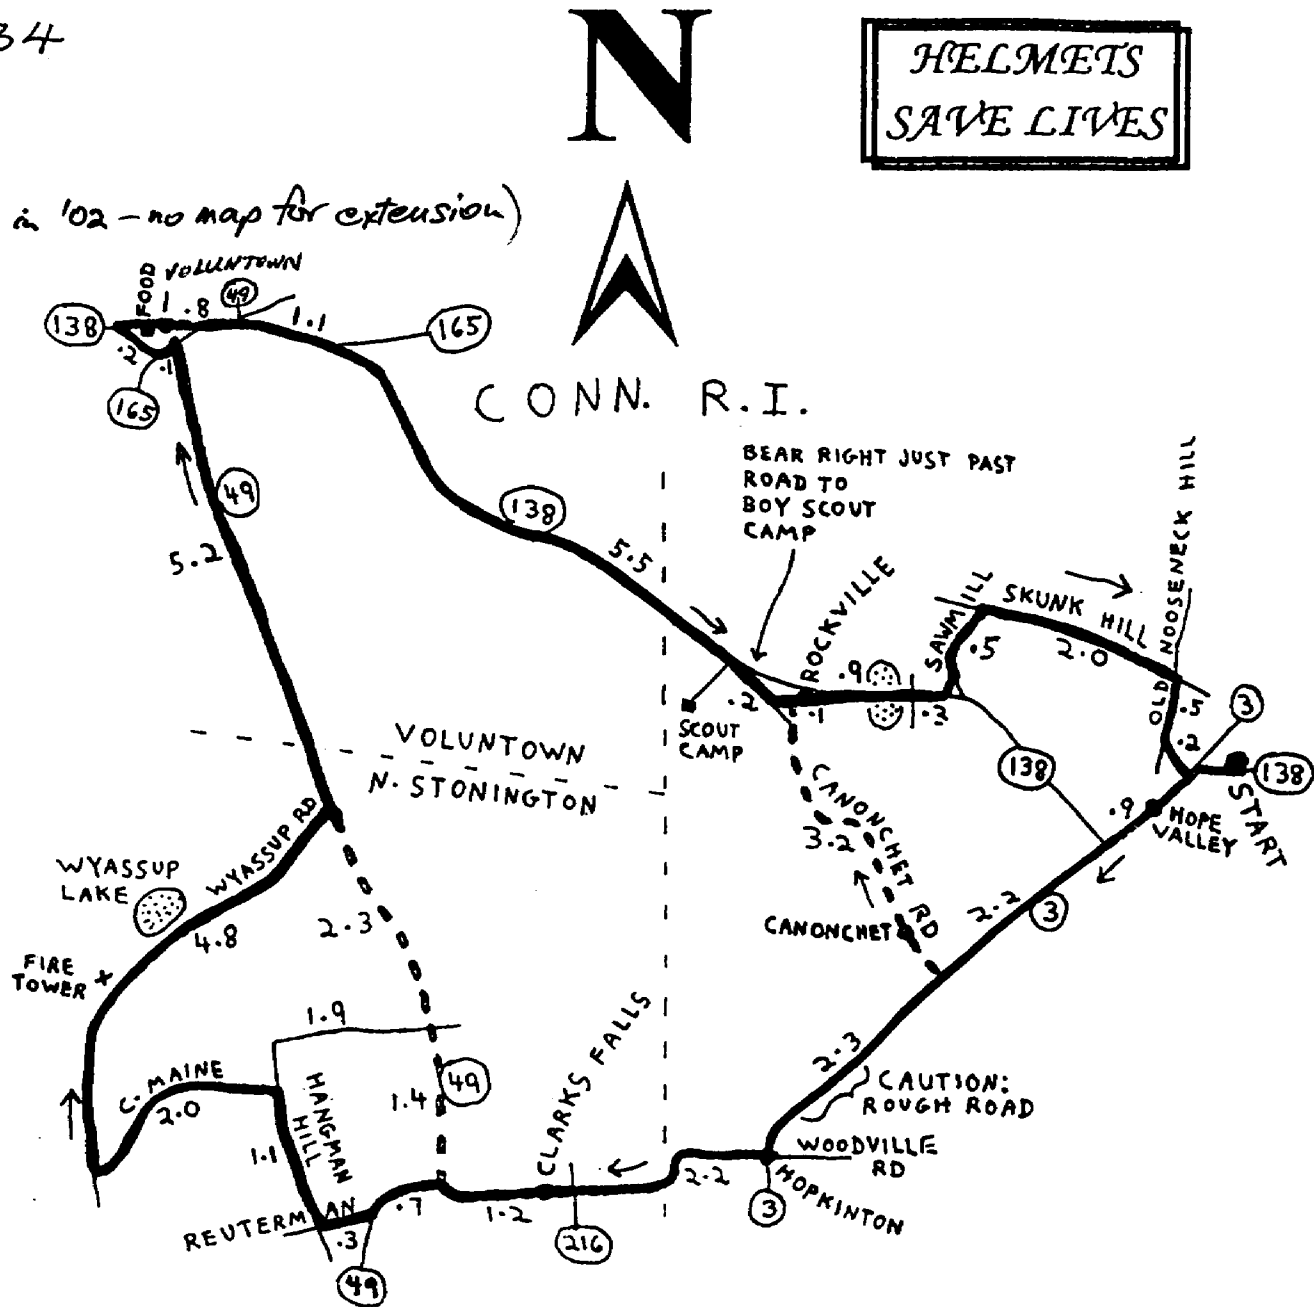 34
N
HELMETS
SAVE LIVES
in '02 - no map for extension)
VOLUNTOWN
FOOD
138
1
.8
49
1.1
165
.2
.1
165
CONN. R.I.
49
5.2
138
5.5
BEAR RIGHT JUST PAST
ROAD TO
BOY SCOUT
CAMP
ROCKVILLE
SAWMILL
SKUNK HILL
OLD NOOSENECK HILL
.5
2.0
.9
.2
.1
.3
.5
.2
3
SCOUT
CAMP
138
138
START
VOLUNTOWN
N. STONINGTON
CANONCHET RD
3.2
.9
HOPE
VALLEY
WYASSUP RD
WYASSUP
LAKE
4.8
2.3
2.2
3
CANONCHET
FIRE
TOWER
1.9
2.3
CAUTION:
ROUGH ROAD
C. MAINE
2.0
HANGMAN
HILL
1.4
49
CLARKS FALLS
1.1
WOODVILLE
RD
2.2
HOPKINTON
REUTERMAN
.3
.7
1.2
216
3
49